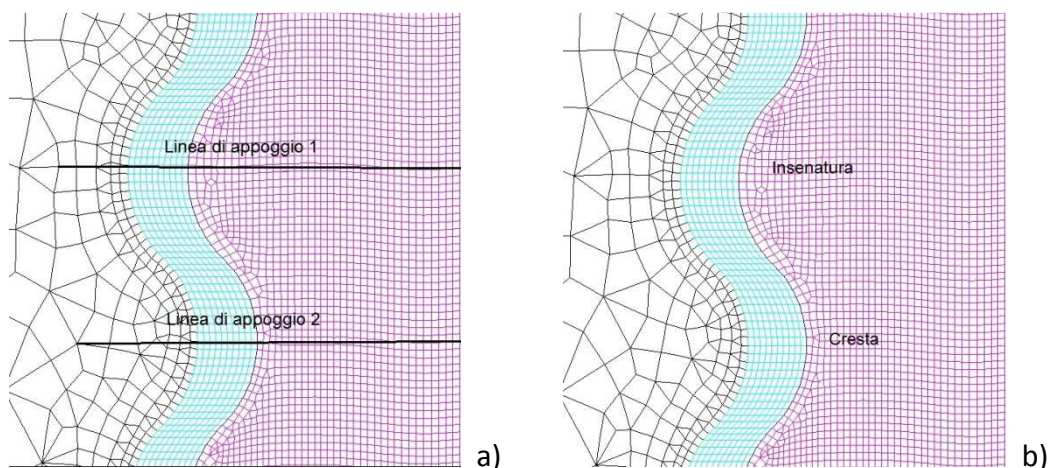 Linea di appoggio 1
Linea di appoggio 2
a)
Insenatura
Cresta
b)